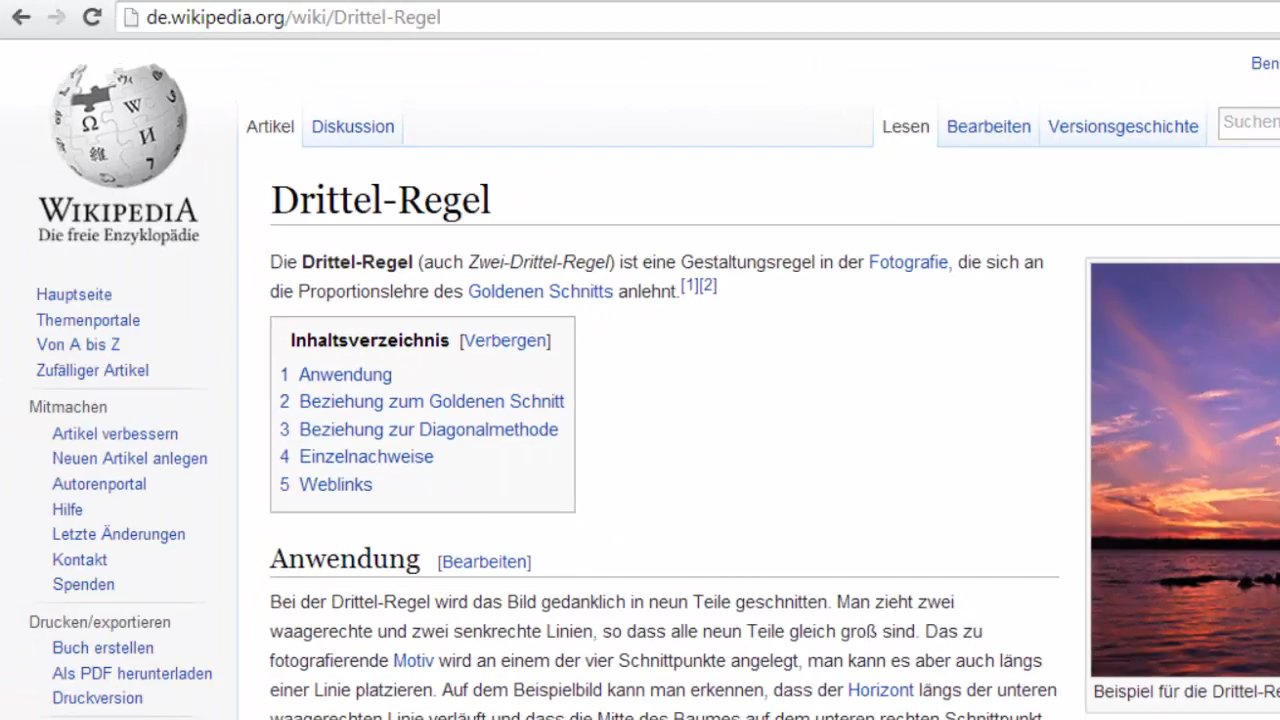 de.wikipedia.org/wiki/Drittel-Regel
Artikel Diskussion Lesen Bearbeiten Versionsgeschichte
WIKIPEDIA
Die freie Enzyklopädie
Hauptseite
Themenportale
Von A bis Z
Zufälliger Artikel
Mitmachen
Artikel verbessern
Neuen Artikel anlegen
Autorenportal
Hilfe
Letzte Änderungen
Kontakt
Spenden
Drucken/exportieren
Buch erstellen
Als PDF herunterladen
Druckversion
Drittel-Regel
Die Drittel-Regel (auch Zwei-Drittel-Regel) ist eine Gestaltungsregel in der Fotografie, die sich an
die Proportionslehre des Goldenen Schnitts anlehnt.[1][2]
Inhaltsverzeichnis [Verbergen]
1 Anwendung
2 Beziehung zum Goldenen Schnitt
3 Beziehung zur Diagonalmethode
4 Einzelnachweise
5 Weblinks
Anwendung [Bearbeiten]
Bei der Drittel-Regel wird das Bild gedanklich in neun Teile geschnitten. Man zieht zwei
waagerechte und zwei senkrechte Linien, so dass alle neun Teile gleich groß sind. Das zu
fotografierende Motiv wird an einem der vier Schnittpunkte angelegt, man kann es aber auch längs
einer Linie platzieren. Auf dem Beispielbild kann man erkennen, dass der Horizont längs der unteren
waagerechten Linie verläuft und dass die Mitte des Baumes auf dem unteren rechten Schnittpunkt
Ben
Suchen
Beispiel für die Drittel-Re